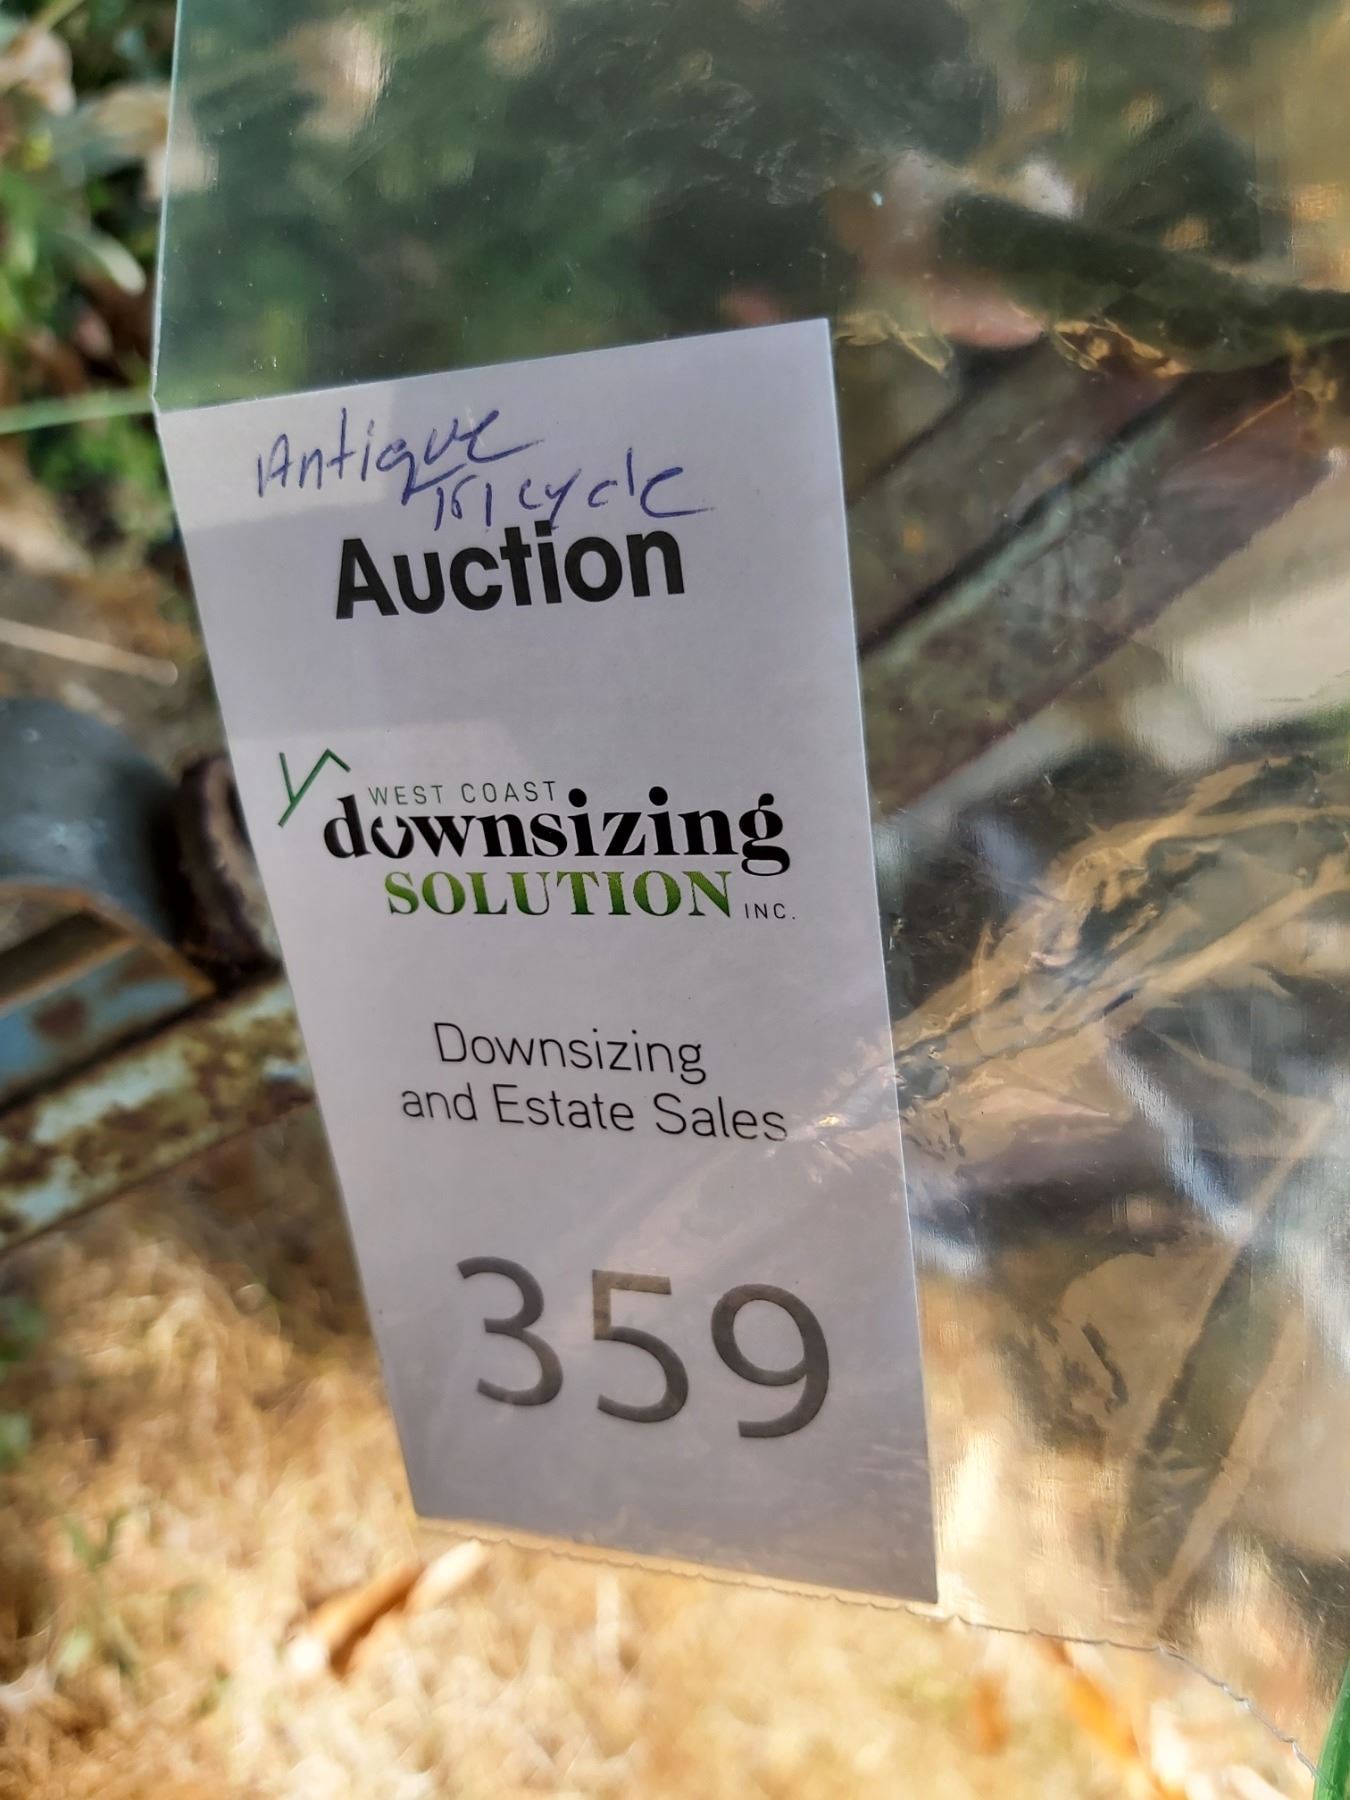 Antique
Tricycle
Auction
WEST COAST
downsizing
SOLUTION INC.
Downsizing
and Estate Sales
359